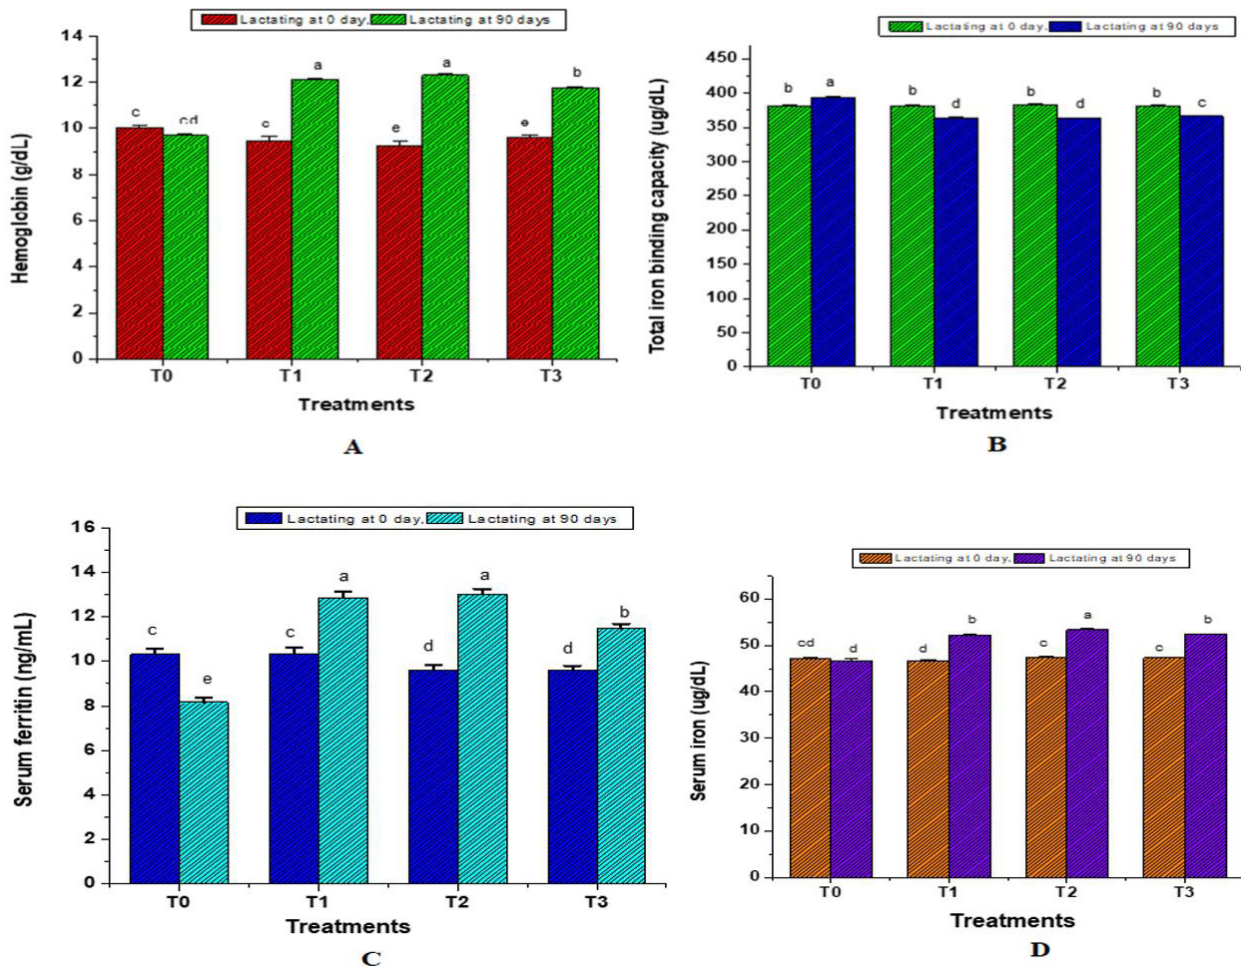 Lactating at 0 day, Lactating at 90 days
14
12
10
8
6
4
2
0
Hemoglobin (g/dL)
c cd c a e a e b
T0 T1 T2 T3
Treatments
A
Lactating at 0 day, Lactating at 90 days
450
400
350
300
250
200
150
100
50
0
Total iron binding capacity (ug/dL)
b a b d b d b c
T0 T1 T2 T3
Treatments
B
Lactating at 0 day, Lactating at 90 days
16
14
12
10
8
6
4
2
0
Serum ferritin (ng/mL)
c e c a d a d b
T0 T1 T2 T3
Treatments
C
Lactating at 0 day, Lactating at 90 days
60
50
40
30
20
10
0
Serum iron (ug/dL)
cd d d b c a c b
T0 T1 T2 T3
Treatments
D